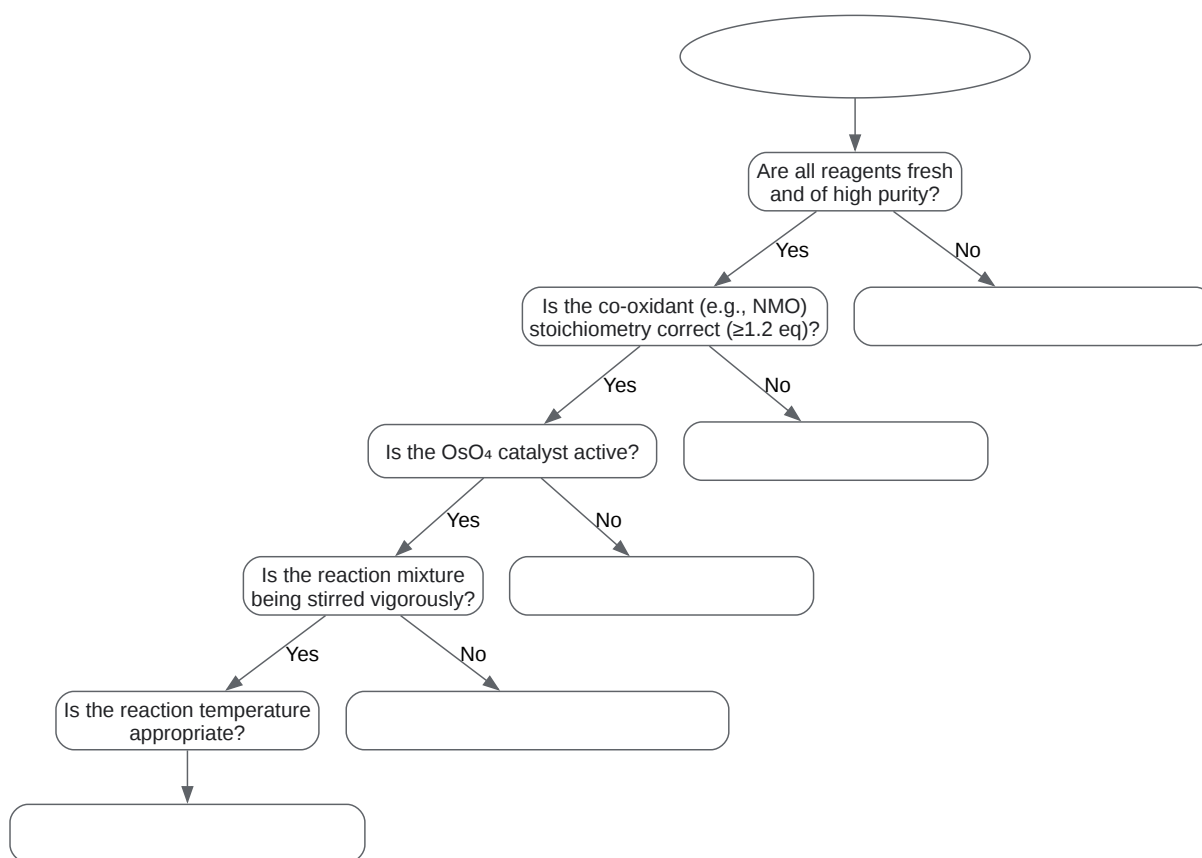 Are all reagents fresh
and of high purity?
Yes
No
Is the co-oxidant (e.g., NMO)
stoichiometry correct (≥1.2 eq)?
Yes
No
Is the OsO₄ catalyst active?
Yes
No
Is the reaction mixture
being stirred vigorously?
Yes
No
Is the reaction temperature
appropriate?